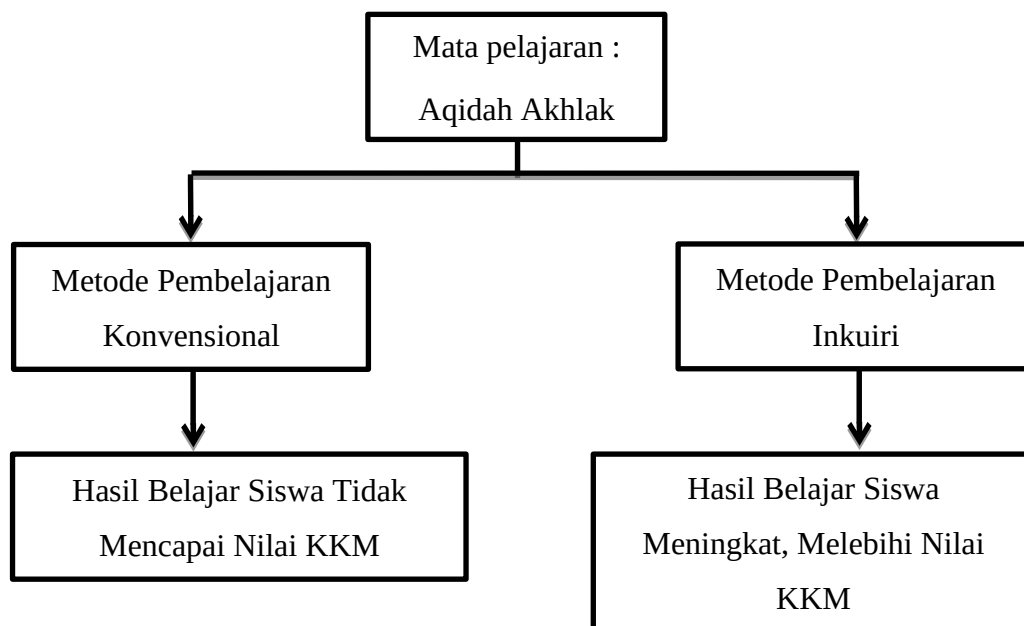 Mata pelajaran :
Aqidah Akhlak
Metode Pembelajaran
Konvensional
Metode Pembelajaran
Inkuiri
Hasil Belajar Siswa Tidak
Mencapai Nilai KKM
Hasil Belajar Siswa
Meningkat, Melebihi Nilai
KKM